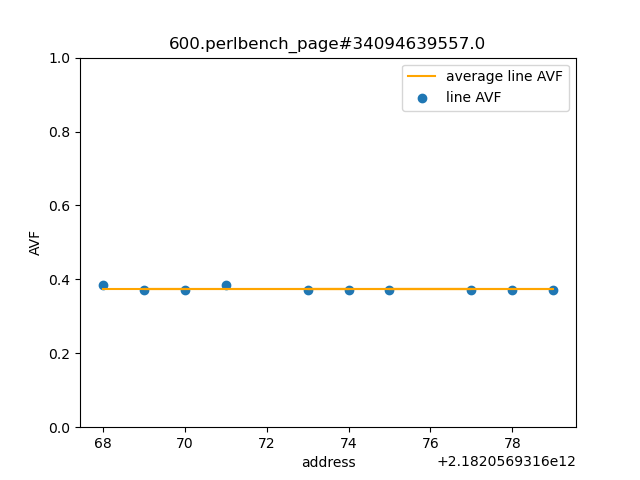 600.perlbench_page#34094639557.0
average line AVF
line AVF
1.0
0.8
0.6
0.4
0.2
0.0
AVF
68 70 72 74 76 78
address
+2.1820569316e12